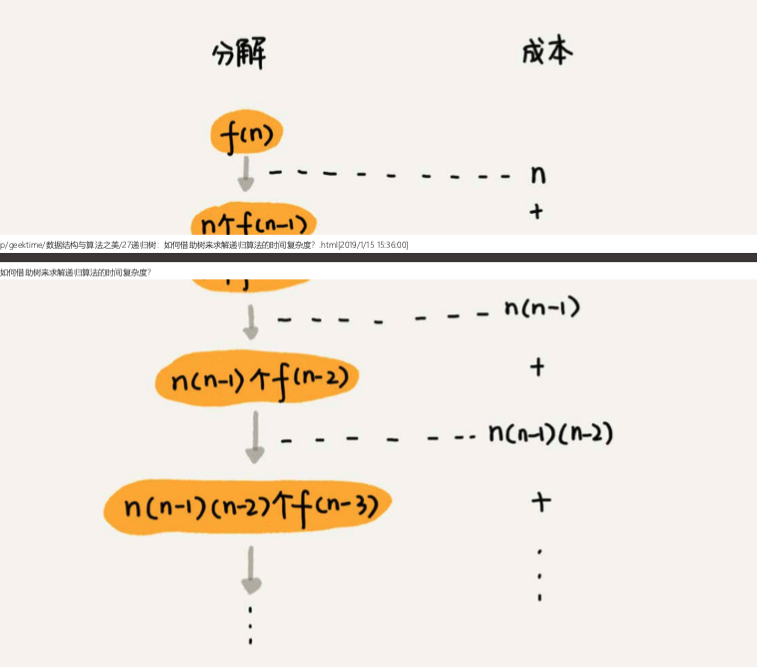 分解 成本
f(n)
n
n个f(n-1) +
p/geektime/数据结构与算法之美/27递归树：如何借助树来求解递归算法的时间复杂度？.html[2019/1/15 15:36:00]
如何借助树来求解递归算法的时间复杂度？
n(n-1)
n(n-1)个f(n-2) +
n(n-1)(n-2)
n(n-1)(n-2)个f(n-3) +